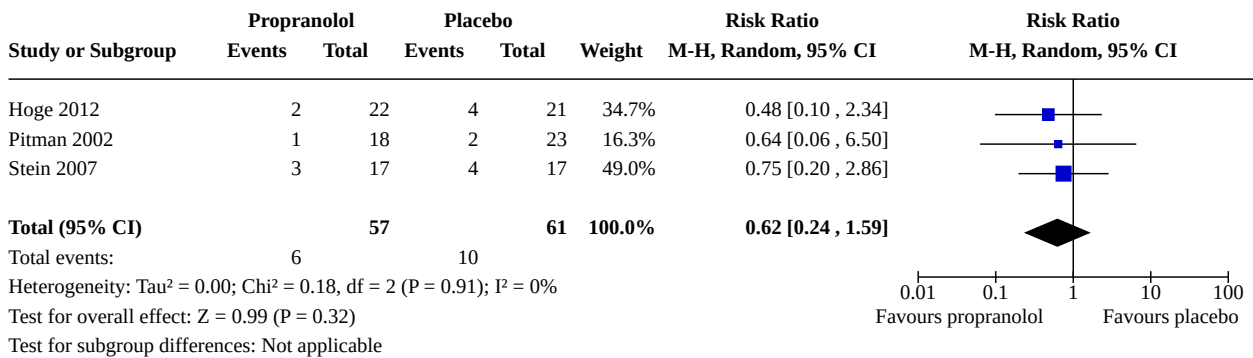 Propranolol Placebo Risk Ratio Risk Ratio
Study or Subgroup Events Total Events Total Weight M-H, Random, 95% CI M-H, Random, 95% CI
Hoge 2012 2 22 4 21 34.7% 0.48 [0.10 , 2.34]
Pitman 2002 1 18 2 23 16.3% 0.64 [0.06 , 6.50]
Stein 2007 3 17 4 17 49.0% 0.75 [0.20 , 2.86]
Total (95% CI) 57 61 100.0% 0.62 [0.24 , 1.59]
Total events: 6 10
Heterogeneity: Tau² = 0.00; Chi² = 0.18, df = 2 (P = 0.91); I² = 0%
0.01 0.1 1 10 100
Test for overall effect: Z = 0.99 (P = 0.32)
Favours propranolol Favours placebo
Test for subgroup differences: Not applicable